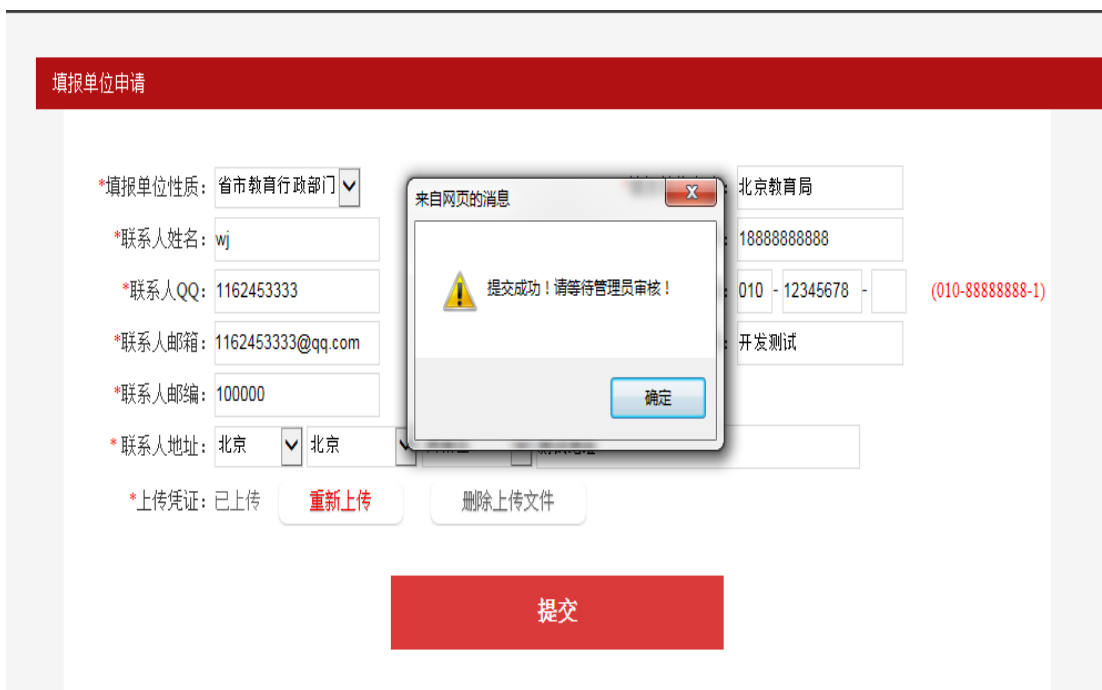 填报单位申请
*填报单位性质: 省市教育行政部门 北京教育局
*联系人姓名: wj 18888888888
*联系人QQ: 1162453333 010 - 12345678 - (010-88888888-1)
*联系人邮箱: 1162453333@qq.com 开发测试
*联系人邮编: 100000
*联系人地址: 北京 北京
*上传凭证: 已上传 重新上传 删除上传文件
提交
来自网页的消息
提交成功!请等待管理员审核!
确定